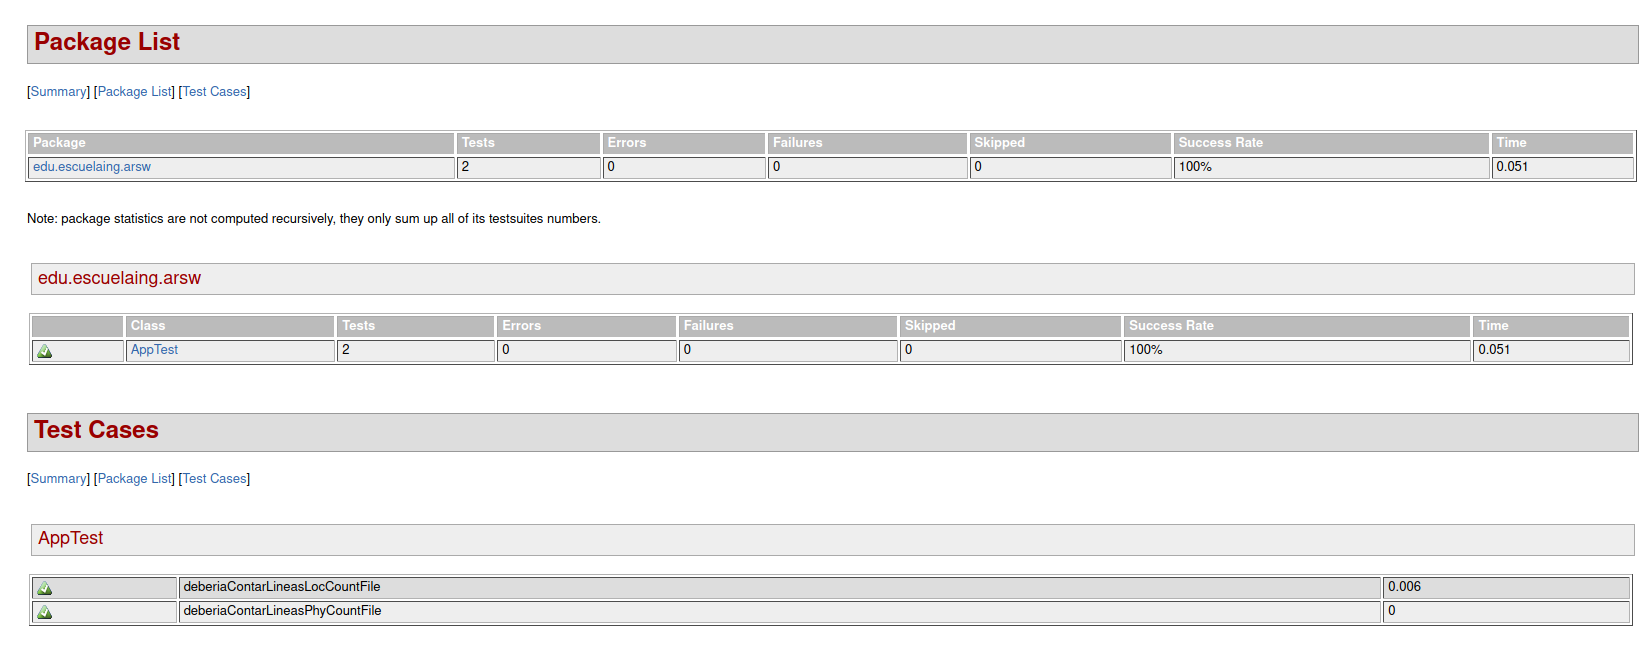 Package List
[Summary] [Package List] [Test Cases]
Package Tests Errors Failures Skipped Success Rate Time
edu.escuelaing.arsw 2 0 0 0 100% 0.051
Note: package statistics are not computed recursively, they only sum up all of its testsuites numbers.
edu.escuelaing.arsw
Class Tests Errors Failures Skipped Success Rate Time
AppTest 2 0 0 0 100% 0.051
Test Cases
[Summary] [Package List] [Test Cases]
AppTest
deberiaContarLineasLocCountFile 0.006
deberiaContarLineasPhyCountFile 0